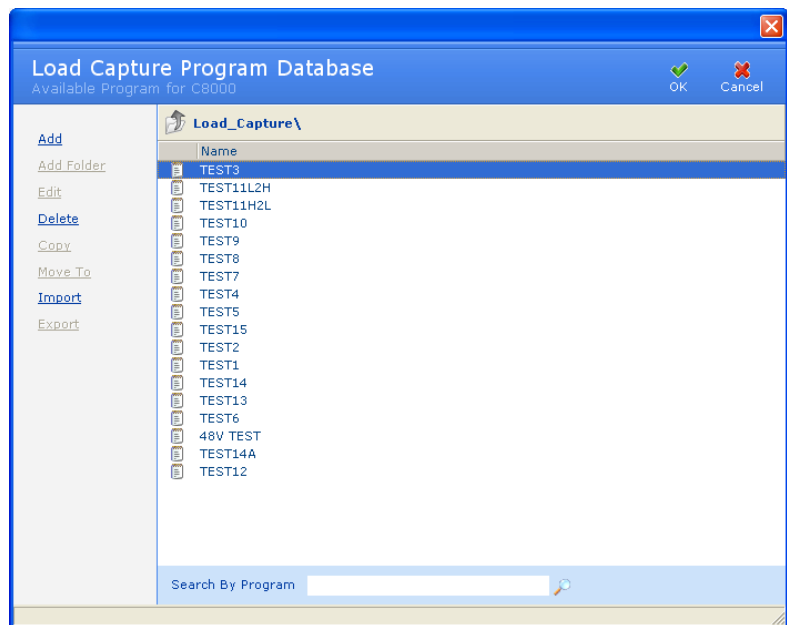 Load Capture Program Database
Available Program for C8000
OK
Cancel
Add
Add Folder
Edit
Delete
Copy
Move To
Import
Export
Load_Capture\
Name
TEST3
TEST11L2H
TEST11H2L
TEST10
TEST9
TEST8
TEST7
TEST4
TEST5
TEST15
TEST2
TEST1
TEST14
TEST13
TEST6
48V TEST
TEST14A
TEST12
Search By Program